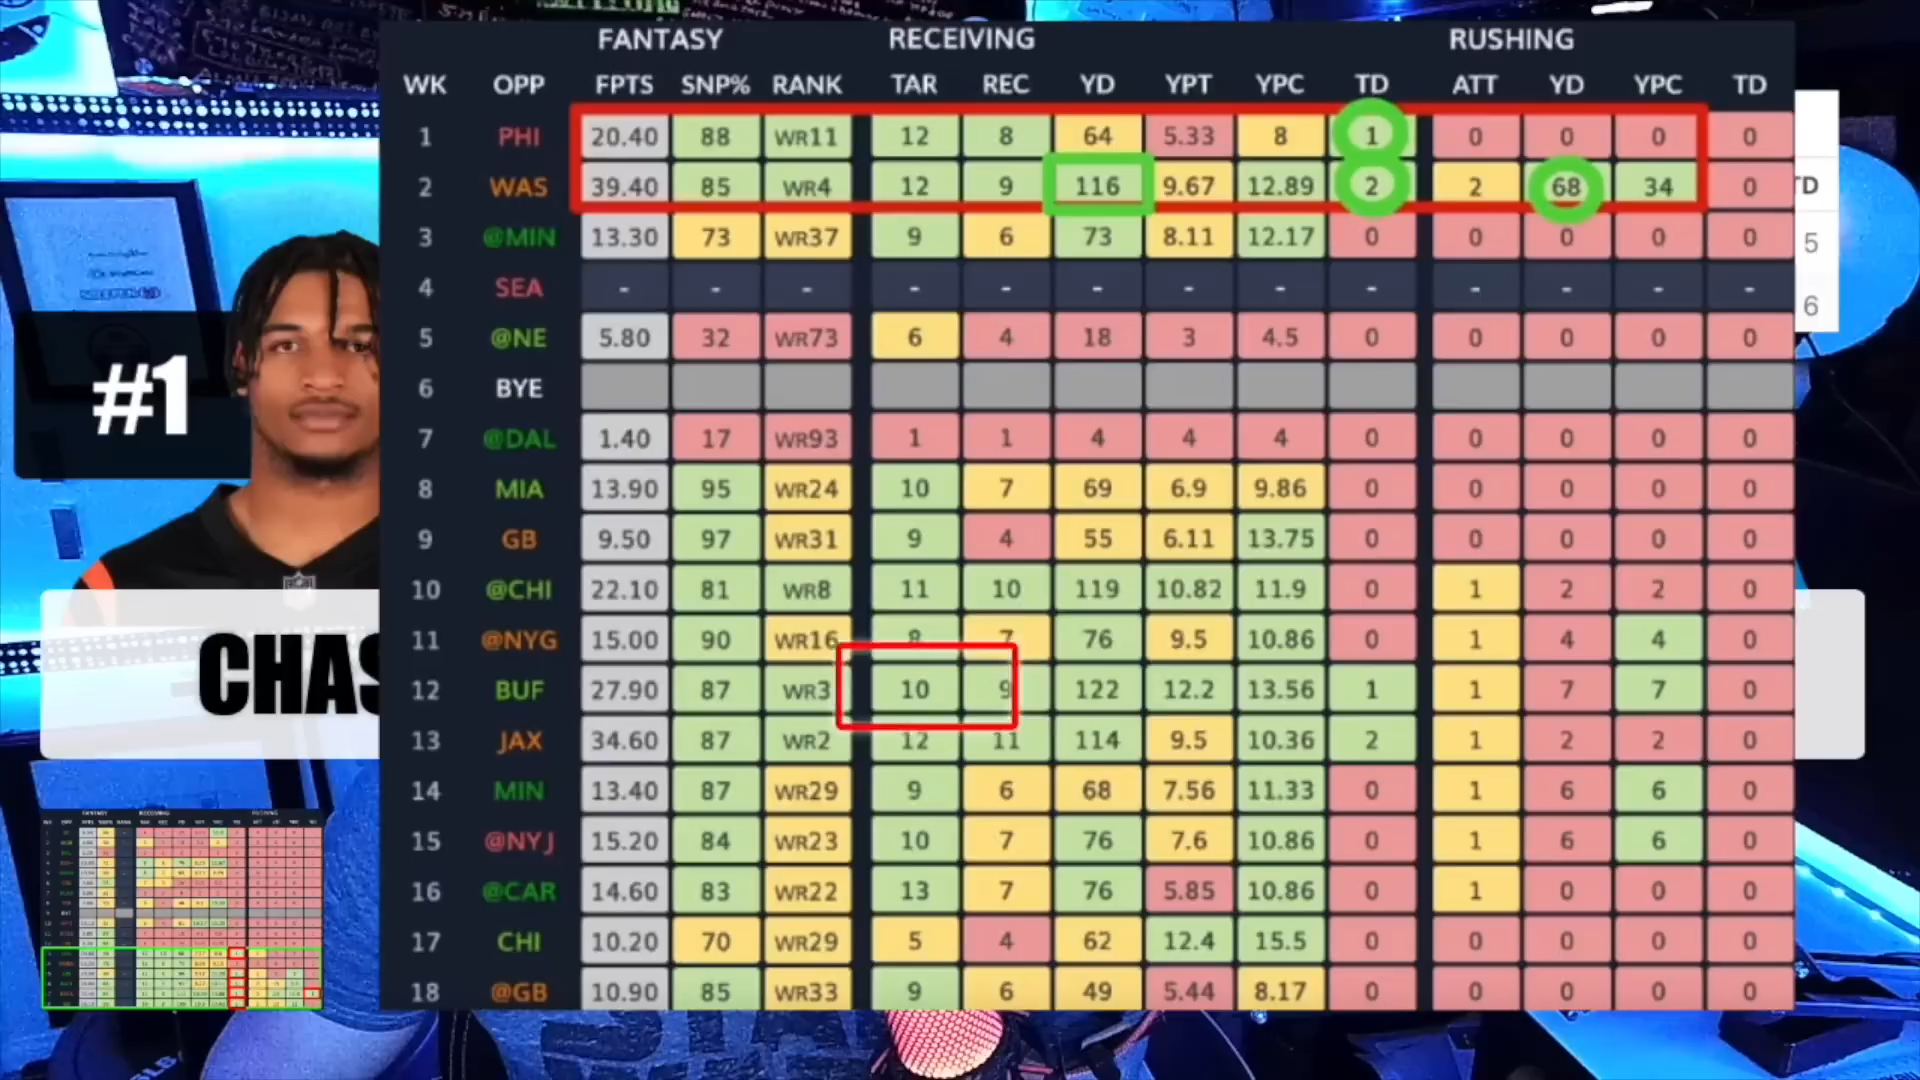 FANTASY RECEIVING RUSHING
WK OPP FPTS SNP% RANK TAR REC YD YPT YPC TD ATT YD YPC TD
1 PHI 20.40 88 WR11 12 8 64 5.33 8 1 0 0 0 0
2 WAS 39.40 85 WR4 12 9 116 9.67 12.89 2 2 68 34 0
TD
3 @MIN 13.30 73 WR37 9 6 73 8.11 12.17 0 0 0 0 0
5
4 SEA - - - - - - - - - - - - -
6
5 @NE 5.80 32 WR73 6 4 18 3 4.5 0 0 0 0 0
6 BYE
#1
7 @DAL 1.40 17 WR93 1 1 4 4 4 0 0 0 0 0
8 MIA 13.90 95 WR24 10 7 69 6.9 9.86 0 0 0 0 0
9 GB 9.50 97 WR31 9 4 55 6.11 13.75 0 0 0 0 0
10 @CHI 22.10 81 WR8 11 10 119 10.82 11.9 0 1 2 2 0
11 @NYG 15.00 90 WR16 8 7 76 9.5 10.86 0 1 4 4 0
CHAS
12 BUF 27.90 87 WR3 10 9 122 12.2 13.56 1 1 7 7 0
13 JAX 34.60 87 WR2 12 11 114 9.5 10.36 2 1 2 2 0
14 MIN 13.40 87 WR29 9 6 68 7.56 11.33 0 1 6 6 0
15 @NYJ 15.20 84 WR23 10 7 76 7.6 10.86 0 1 6 6 0
16 @CAR 14.60 83 WR22 13 7 76 5.85 10.86 0 1 0 0 0
17 CHI 10.20 70 WR29 5 4 62 12.4 15.5 0 0 0 0 0
18 @GB 10.90 85 WR33 9 6 49 5.44 8.17 0 0 0 0 0